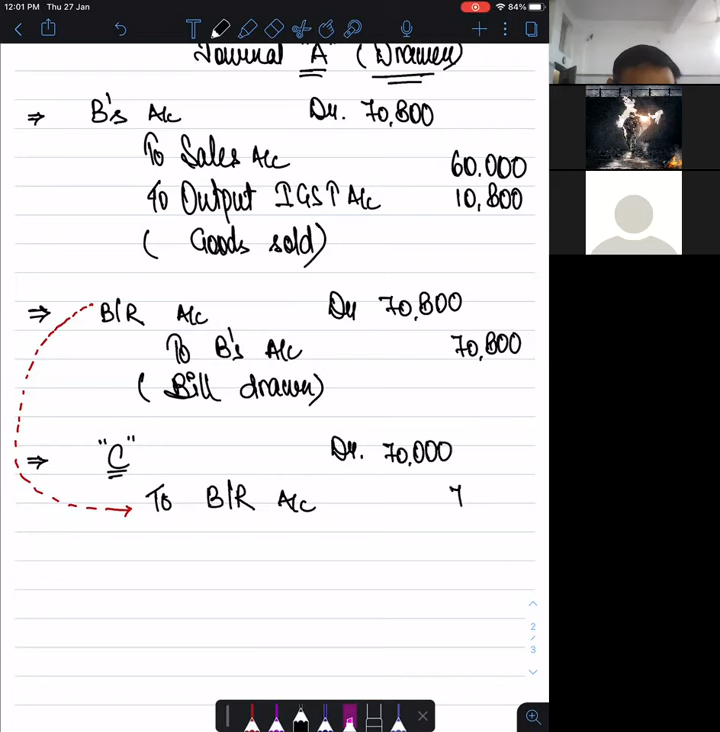 12:01 PM Thu 27 Jan
84%
Journal "A" (Drawer)
⇒ B's A/c Dr. 70,800
To Sales A/c 60,000
To Output IGST A/c 10,800
( Goods sold)
⇒ B/R A/c Dr 70,800
To B's A/c 70,800
( Bill drawn)
⇒ "C" Dr. 70,000
To B/R A/c 7
2
/
3